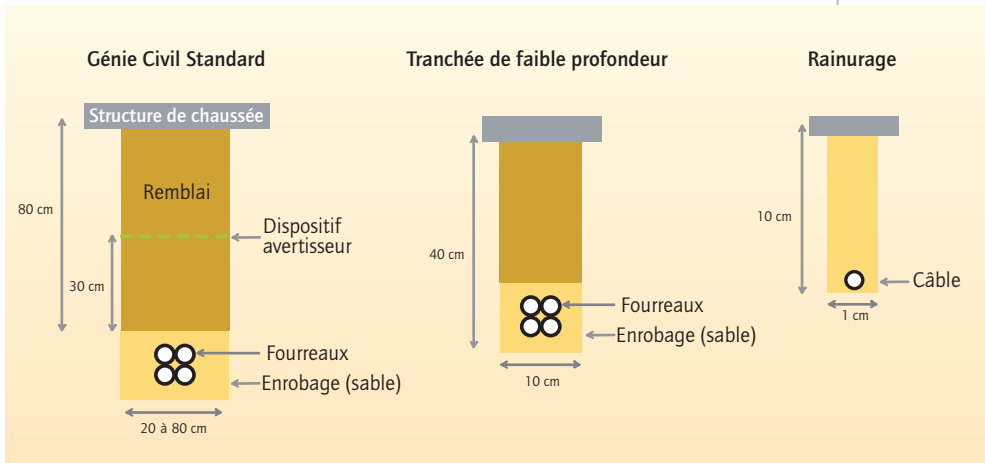 Génie Civil Standard
Structure de chaussée
Remblai
80 cm
Dispositif
avertisseur
30 cm
Fourreaux
Enrobage (sable)
20 à 80 cm
Tranchée de faible profondeur
40 cm
Fourreaux
Enrobage (sable)
10 cm
Rainurage
10 cm
Câble
1 cm